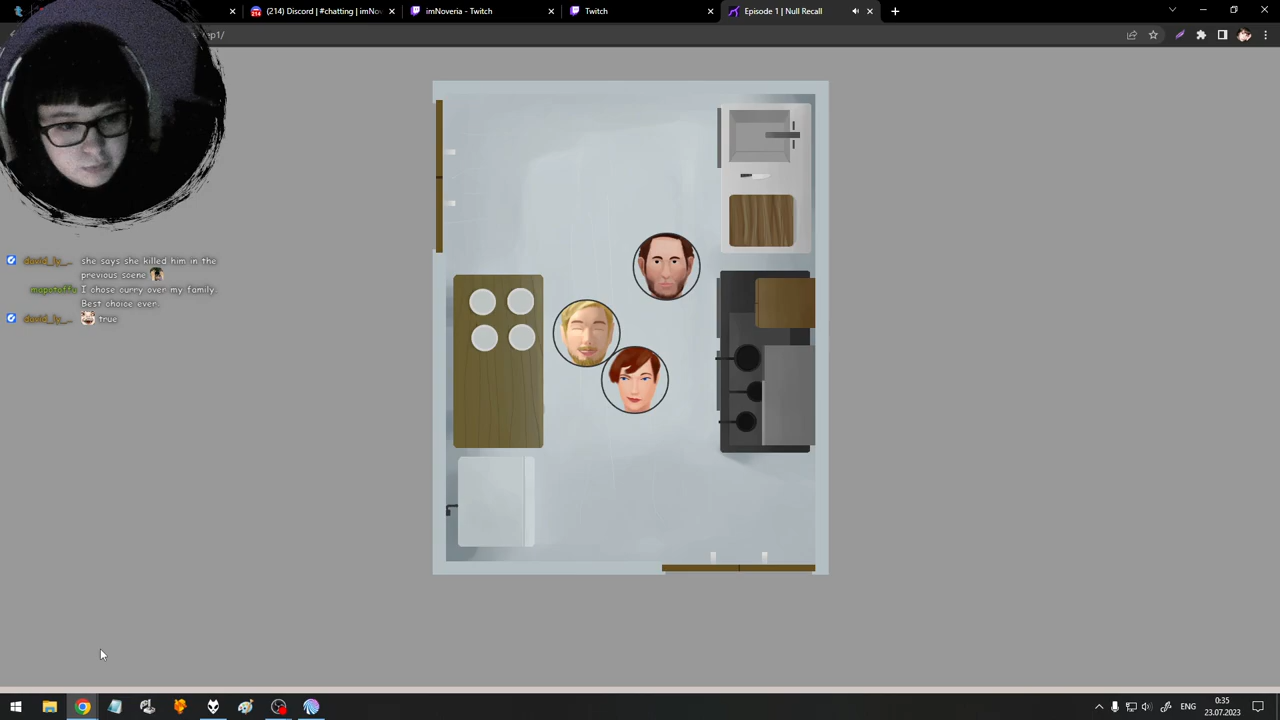 (214) Discord | #chatting | imNo
imNoveria - Twitch
Twitch
Episode 1 | Null Recall
ep1/
she says she killed him in the
previous scene
I chose curry over my family.
Best choice ever.
true
ENG
0:35
23.07.2023